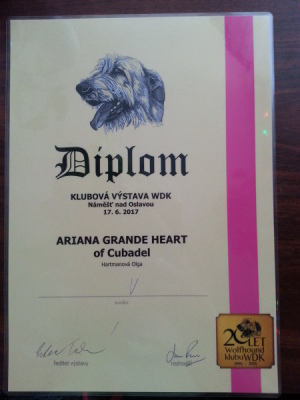 Diplom
KLUBOVÁ VÝSTAVA WDK
Náměšť nad Oslavou
17. 6. 2017
ARIANA GRANDE HEART
of Cubadel
Hartmanová Olga
V
ředitel výstavy
rozhodčí
20 LET
Wolfhound
klubu WDK